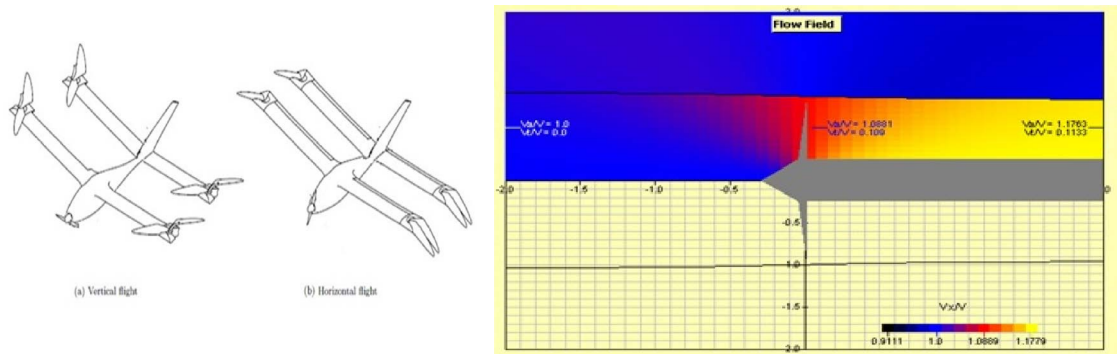 (a) Vertical flight
(b) Horizontal flight
Flow Field
2.0
Va/V = 1.0
Vt/V = 0.0
Va/V = 1.0881
Vt/V = 0.109
Va/V = 1.1763
Vt/V = 0.1133
-2.0
-1.5
-1.0
-0.5
0
-0.5
-1.0
-1.5
-2.0
Vx/V
0.9111
1.0
1.0889
1.1779